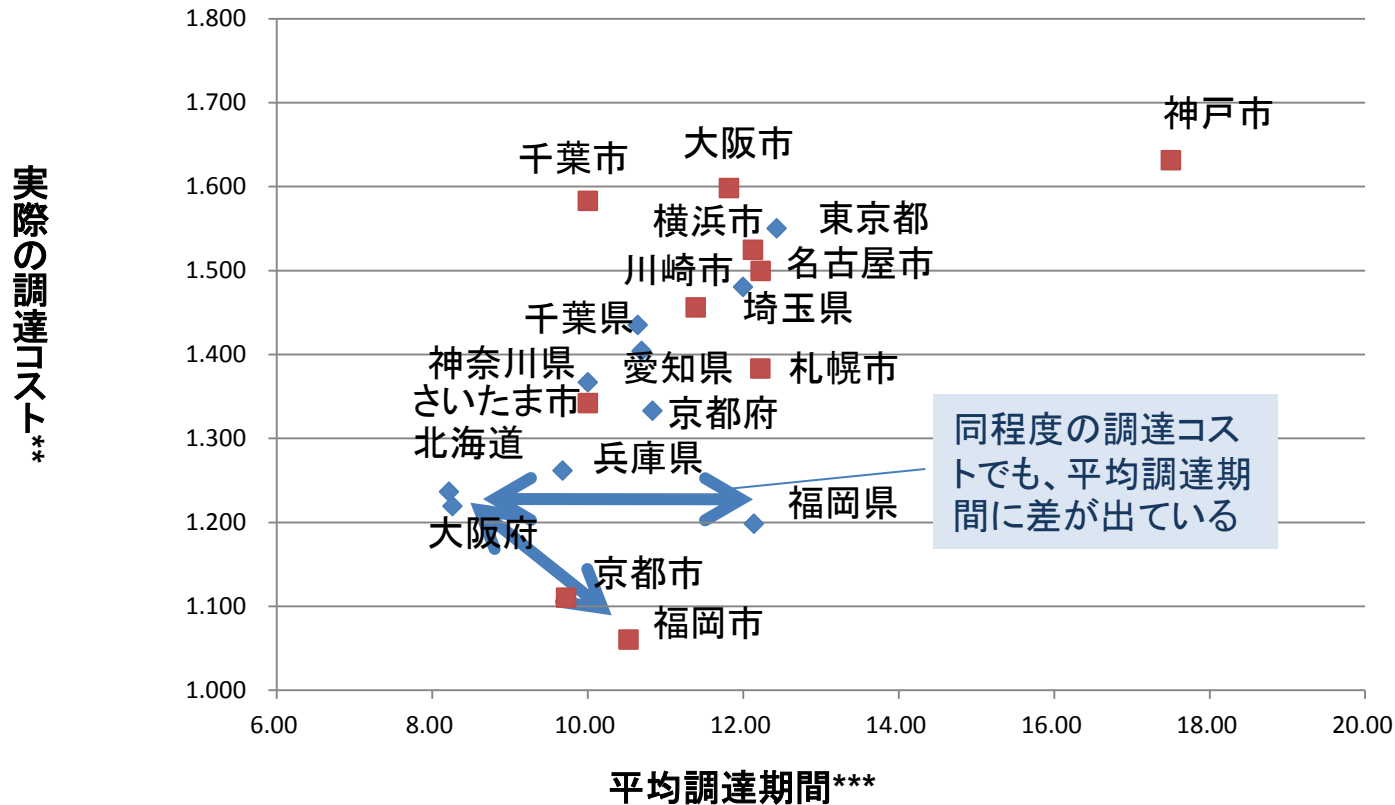 実際の調達コスト**
1.800
1.700
1.600
1.500
1.400
1.300
1.200
1.100
1.000
神戸市
大阪市
千葉市
横浜市
東京都
川崎市
名古屋市
埼玉県
千葉県
神奈川県
愛知県
札幌市
さいたま市
京都府
北海道
兵庫県
福岡県
大阪府
京都市
福岡市
同程度の調達コス
トでも、平均調達期
間に差が出ている
6.00
8.00
10.00
12.00
14.00
16.00
18.00
20.00
平均調達期間***